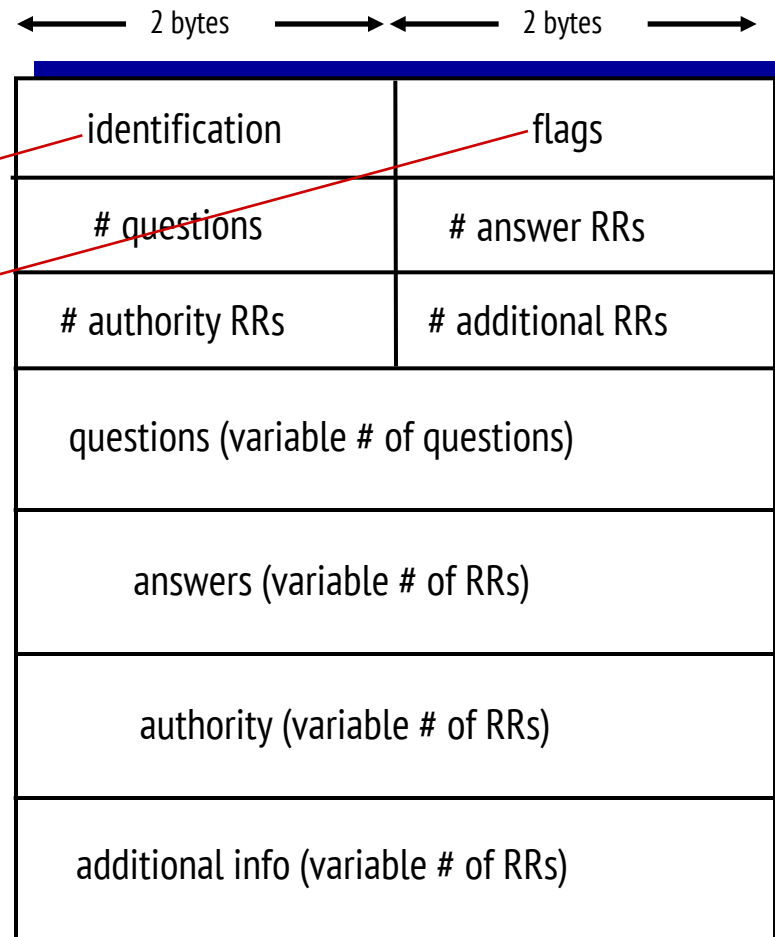 2 bytes 2 bytes
identification flags
# questions # answer RRs
# authority RRs # additional RRs
questions (variable # of questions)
answers (variable # of RRs)
authority (variable # of RRs)
additional info (variable # of RRs)